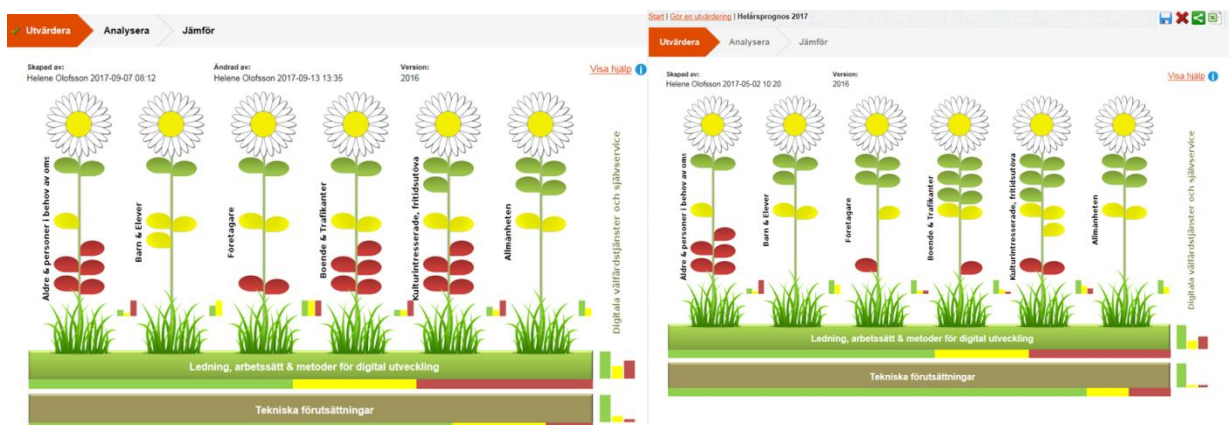 Utvärdera
Analysera
Jämför
Skapad av:
Helene Olofsson 2017-09-07 08:12
Ändrad av:
Helene Olofsson 2017-09-13 13:35
Version:
2016
Visa hjälp
Äldre & personer i behov av oms
Barn & Elever
Företagare
Boende & Trafikanter
Kulturintresserade, fritidsutöva
Allmänheten
Digitala välfärdstjänster och självservice
Ledning, arbetssätt & metoder för digital utveckling
Tekniska förutsättningar
Start | Gör en utvärdering | Helårsprognos 2017
Utvärdera
Analysera
Jämför
Skapad av:
Helene Olofsson 2017-05-02 10:20
Version:
2016
Visa hjälp
Äldre & personer i behov av oms
Barn & Elever
Företagare
Boende & Trafikanter
Kulturintresserade, fritidsutöva
Allmänheten
Digitala välfärdstjänster och självservice
Ledning, arbetssätt & metoder för digital utveckling
Tekniska förutsättningar